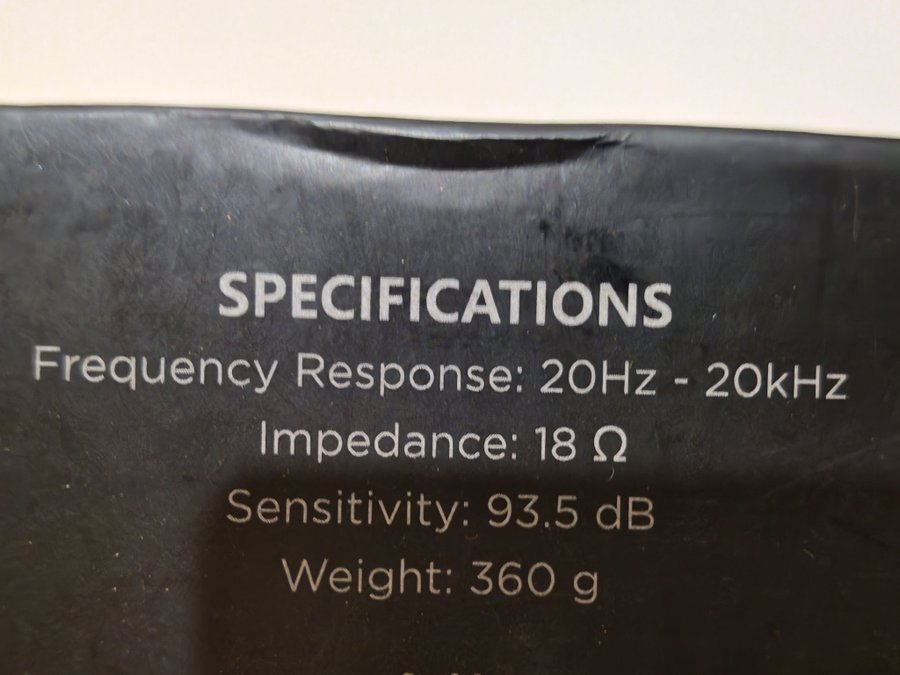 SPECIFICATIONS
Frequency Response: 20Hz - 20kHz
Impedance: 18 Ω
Sensitivity: 93.5 dB
Weight: 360 g